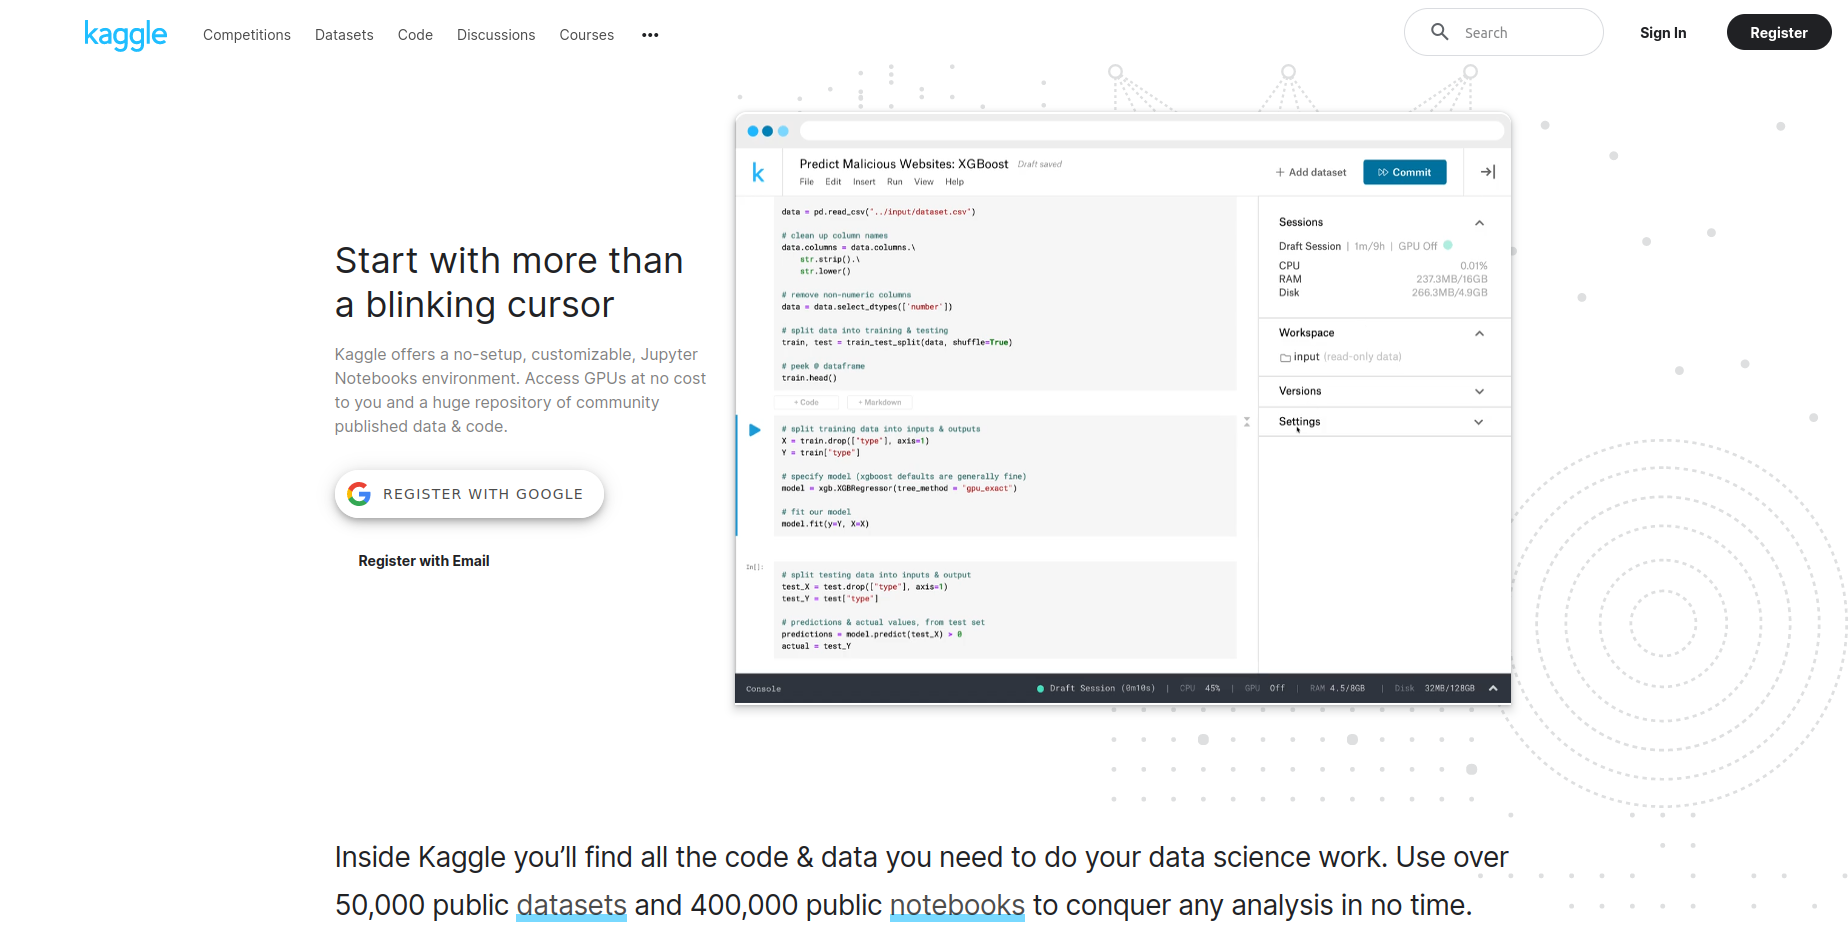 kaggle
Competitions Datasets Code Discussions Courses •••
Search
Sign In
Register
Start with more than
a blinking cursor
Kaggle offers a no-setup, customizable, Jupyter
Notebooks environment. Access GPUs at no cost
to you and a huge repository of community
published data & code.
REGISTER WITH GOOGLE
Register with Email
k
Predict Malicious Websites: XGBoost Draft saved
File Edit Insert Run View Help
+ Add dataset
Commit
data = pd.read_csv("../input/dataset.csv")
# clean up column names
data.columns = data.columns.\
str.strip().\
str.lower()
# remove non-numeric columns
data = data.select_dtypes(['number'])
# split data into training & testing
train, test = train_test_split(data, shuffle=True)
# peek @ dataframe
train.head()
+ Code + Markdown
# split training data into inputs & outputs
X = train.drop(["type"], axis=1)
Y = train["type"]
# specify model (xgboost defaults are generally fine)
model = xgb.XGBRegressor(tree_method = 'gpu_exact')
# fit our model
model.fit(y=Y, X=X)
In[]:
# split testing data into inputs & output
test_X = test.drop(["type"], axis=1)
test_Y = test["type"]
# predictions & actual values, from test set
predictions = model.predict(test_X) > 0
actual = test_Y
Sessions
Draft Session | 1m/9h | GPU Off
CPU 0.01%
RAM 237.3MB/16GB
Disk 266.3MB/4.9GB
Workspace
input (read-only data)
Versions
Settings
Console
Draft Session (0m10s) | CPU 45% | GPU Off | RAM 4.5/8GB | Disk 32MB/128GB
Inside Kaggle you’ll find all the code & data you need to do your data science work. Use over
50,000 public datasets and 400,000 public notebooks to conquer any analysis in no time.